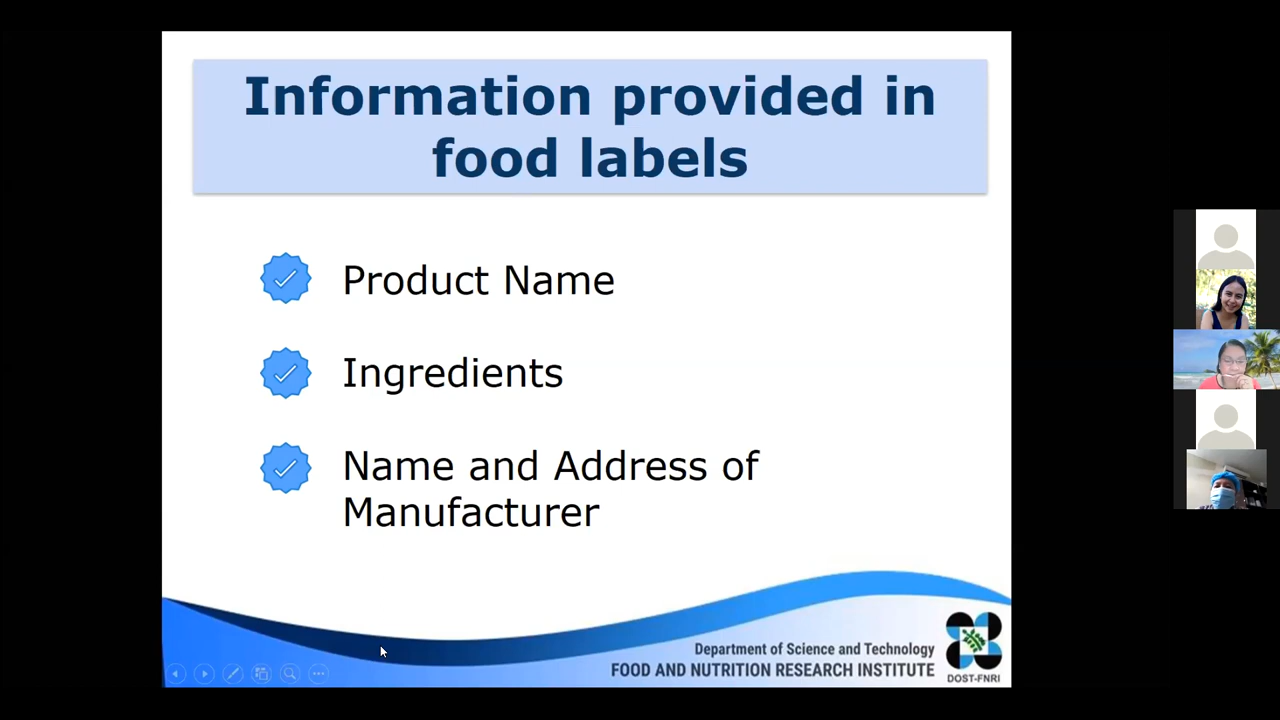 Information provided in
food labels
Product Name
Ingredients
Name and Address of
Manufacturer
Department of Science and Technology
FOOD AND NUTRITION RESEARCH INSTITUTE
DOST-FNRI